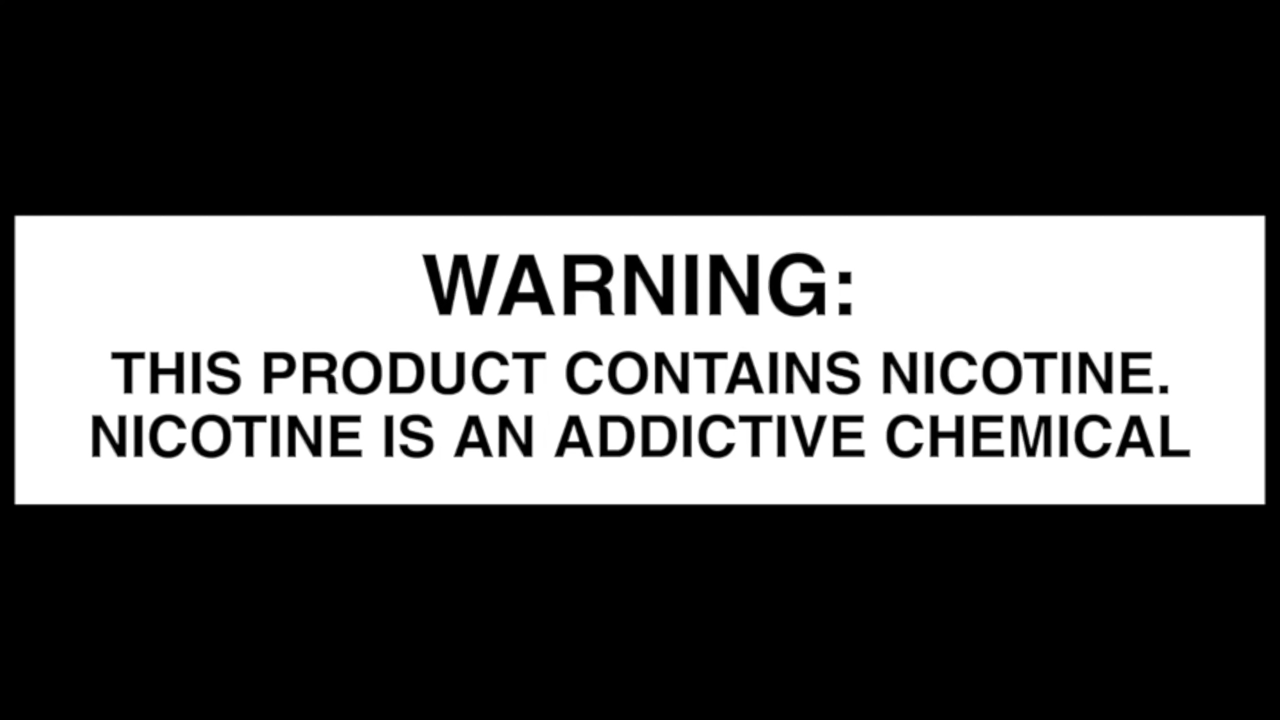 WARNING:
THIS PRODUCT CONTAINS NICOTINE.
NICOTINE IS AN ADDICTIVE CHEMICAL